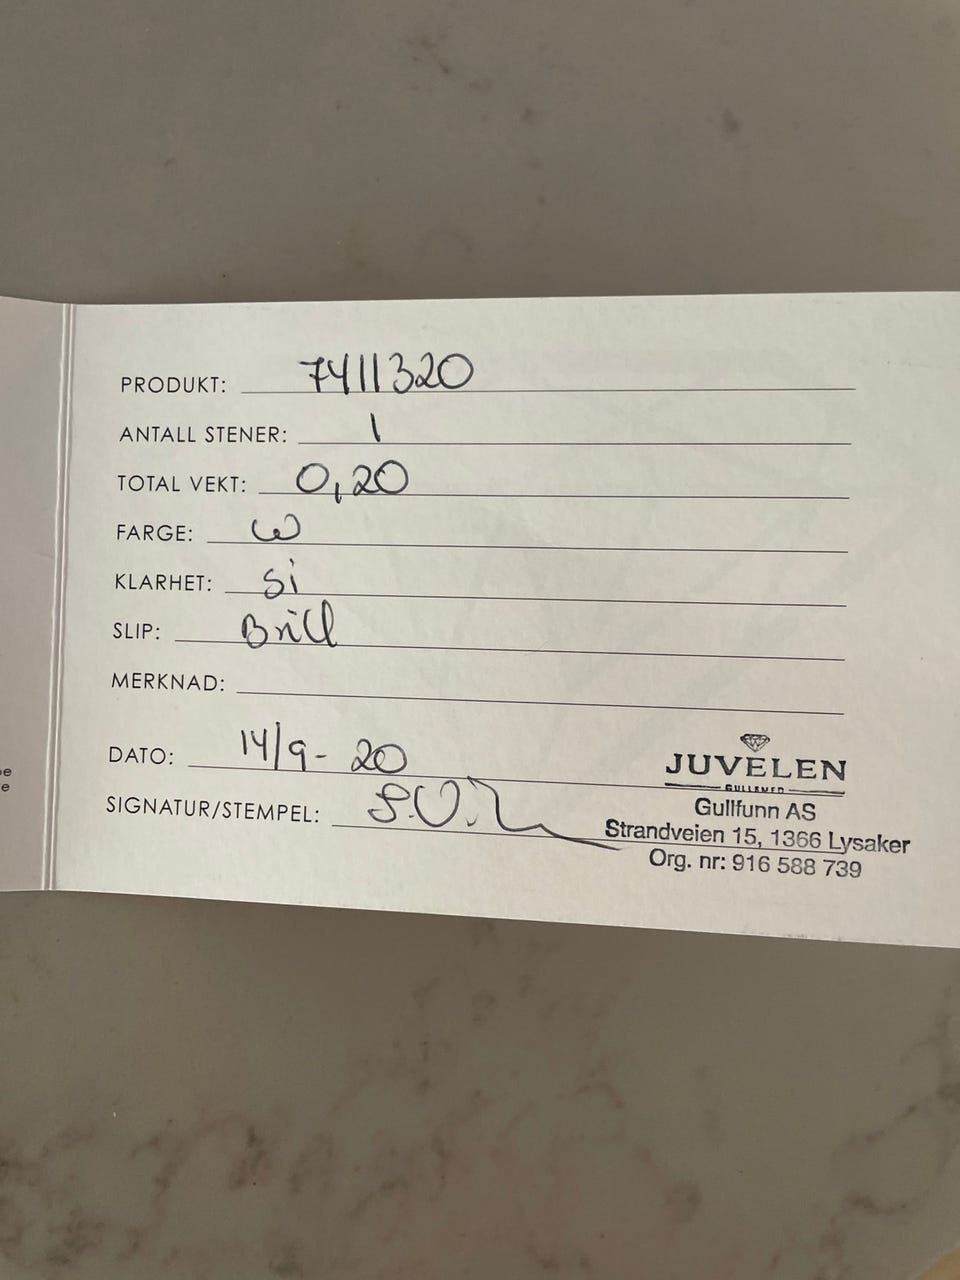 PRODUKT: 7411320
ANTALL STENER: 1
TOTAL VEKT: 0,20
FARGE: W
KLARHET: Si
SLIP: Brill
MERKNAD:
DATO: 14/9-20
SIGNATUR/STEMPEL:
JUVELEN
GULLSMED
Gullfunn AS
Strandveien 15, 1366 Lysaker
Org. nr: 916 588 739